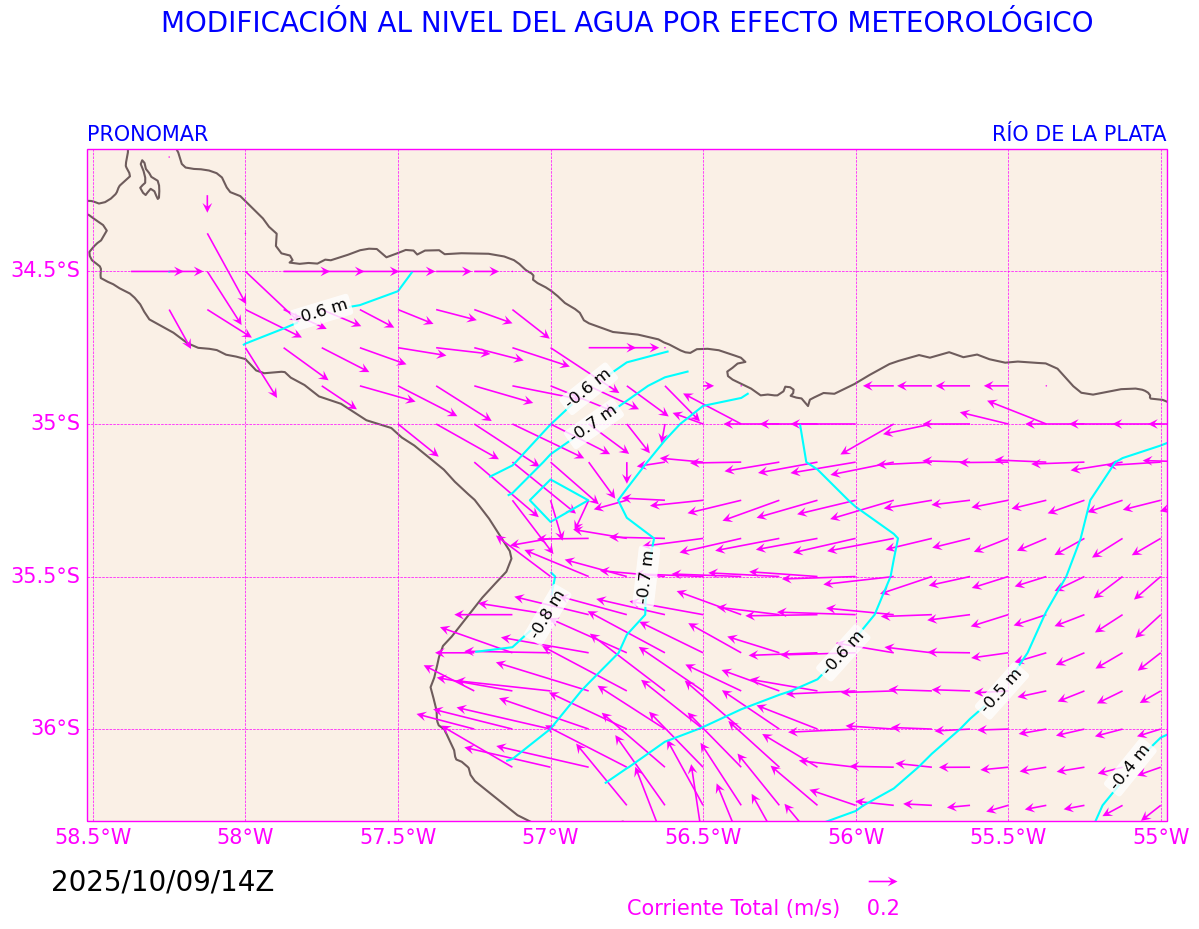 MODIFICACIÓN AL NIVEL DEL AGUA POR EFECTO METEOROLÓGICO
PRONOMAR
RÍO DE LA PLATA
34.5°S
35°S
35.5°S
36°S
-0.6 m
-0.6 m
-0.7 m
-0.7 m
-0.8 m
-0.6 m
-0.5 m
-0.4 m
58.5°W 58°W 57.5°W 57°W 56.5°W 56°W 55.5°W 55°W
2025/10/09/14Z
Corriente Total (m/s) 0.2